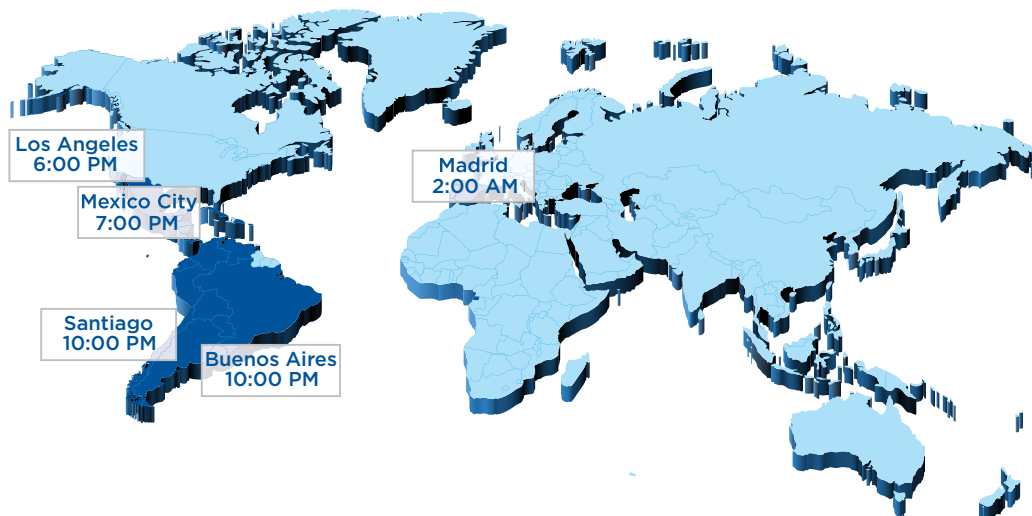 Los Angeles
6:00 PM
Mexico City
7:00 PM
Madrid
2:00 AM
Santiago
10:00 PM
Buenos Aires
10:00 PM